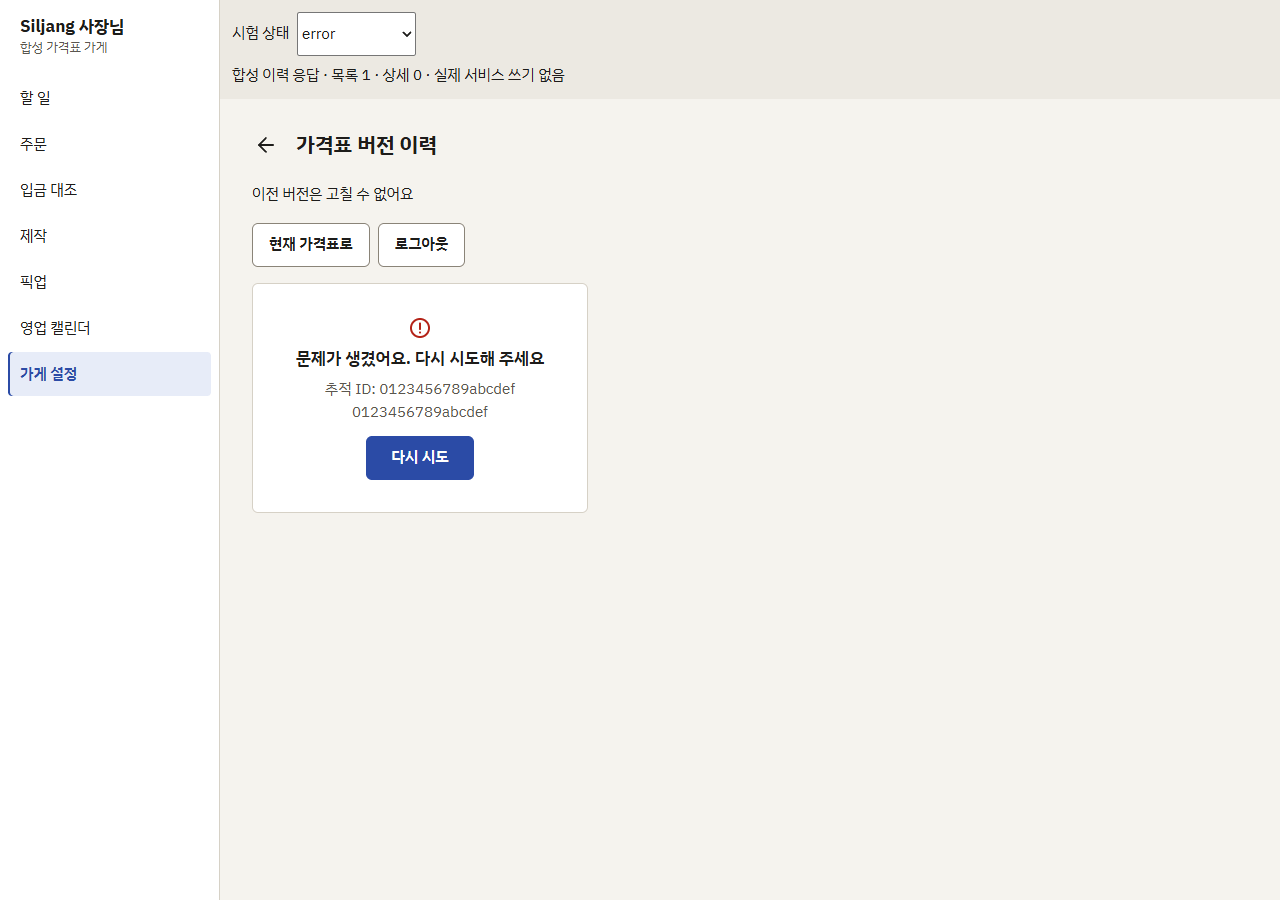 Siljang 사장님
합성 가격표 가게
할 일
주문
입금 대조
제작
픽업
영업 캘린더
가게 설정
시험 상태 error
합성 이력 응답 · 목록 1 · 상세 0 · 실제 서비스 쓰기 없음
가격표 버전 이력
이전 버전은 고칠 수 없어요
현재 가격표로 로그아웃
문제가 생겼어요. 다시 시도해 주세요
추적 ID: 0123456789abcdef
0123456789abcdef
다시 시도